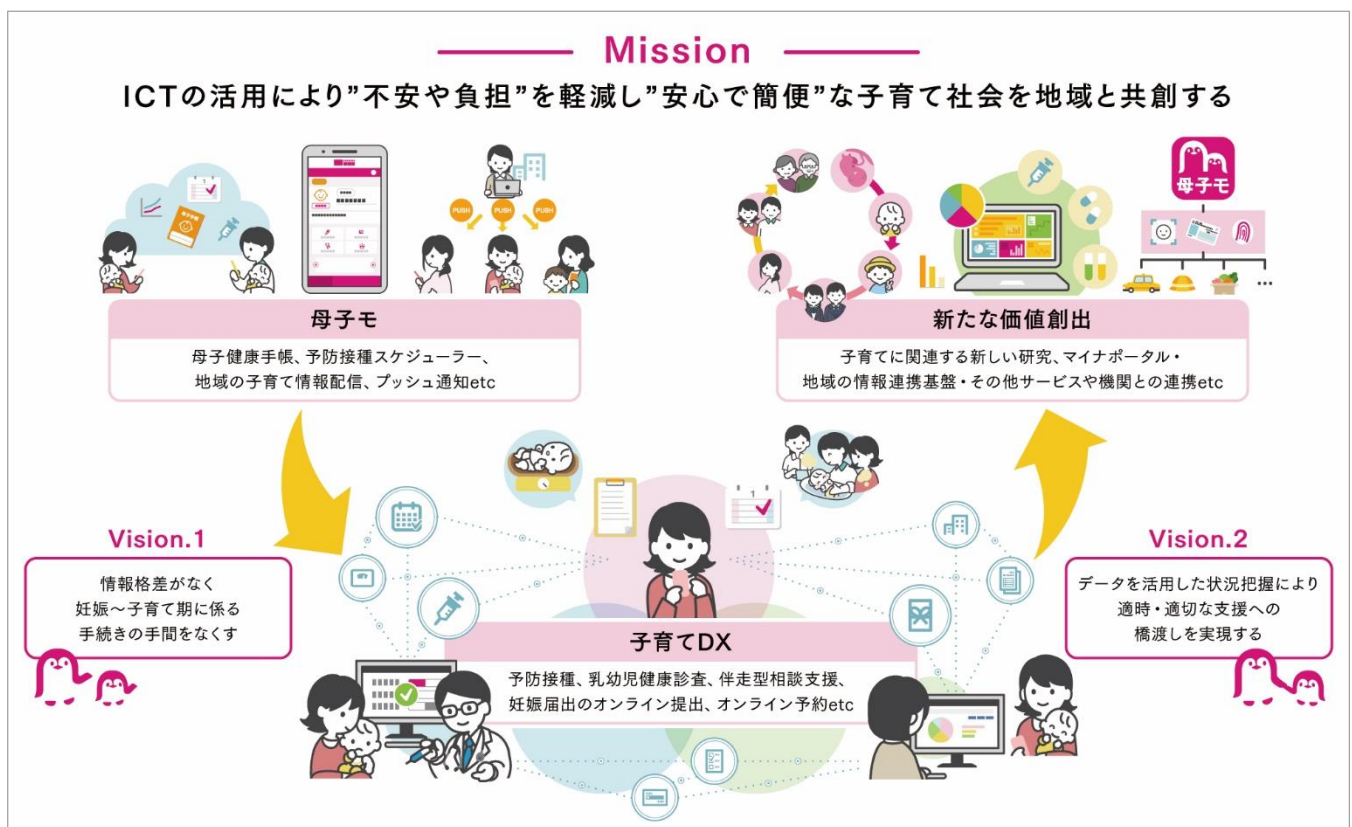 Mission
ICTの活用により”不安や負担”を軽減し”安心で簡便”な子育て社会を地域と共創する
1
母子手帳
PUSH
PUSH
PUSH
母子モ
母子モ
母子健康手帳、予防接種スケジューラー、
地域の子育て情報配信、プッシュ通知etc
…
新たな価値創出
子育てに関連する新しい研究、マイナポータル・
地域の情報連携基盤・その他サービスや機関との連携etc
1
Vision.1
情報格差がなく
妊娠～子育て期に係る
手続きの手間をなくす
Vision.2
データを活用した状況把握により
適時・適切な支援への
橋渡しを実現する
子育てDX
予防接種、乳幼児健康診査、伴走型相談支援、
妊娠届出のオンライン提出、オンライン予約etc